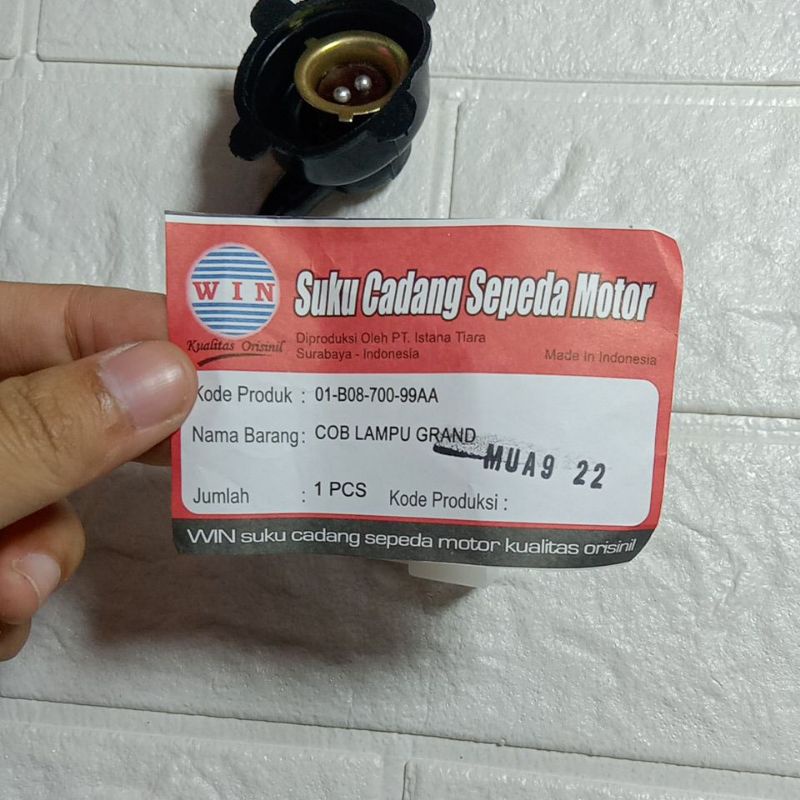 WIN
Kualitas Orisinil
Suku Cadang Sepeda Motor
Diproduksi Oleh PT. Istana Tiara
Surabaya - Indonesia
Made In Indonesia
Kode Produk : 01-B08-700-99AA
Nama Barang : COB LAMPU GRAND
MUA9 22
Jumlah : 1 PCS
Kode Produksi :
WIN suku cadang sepeda motor kualitas orisinil